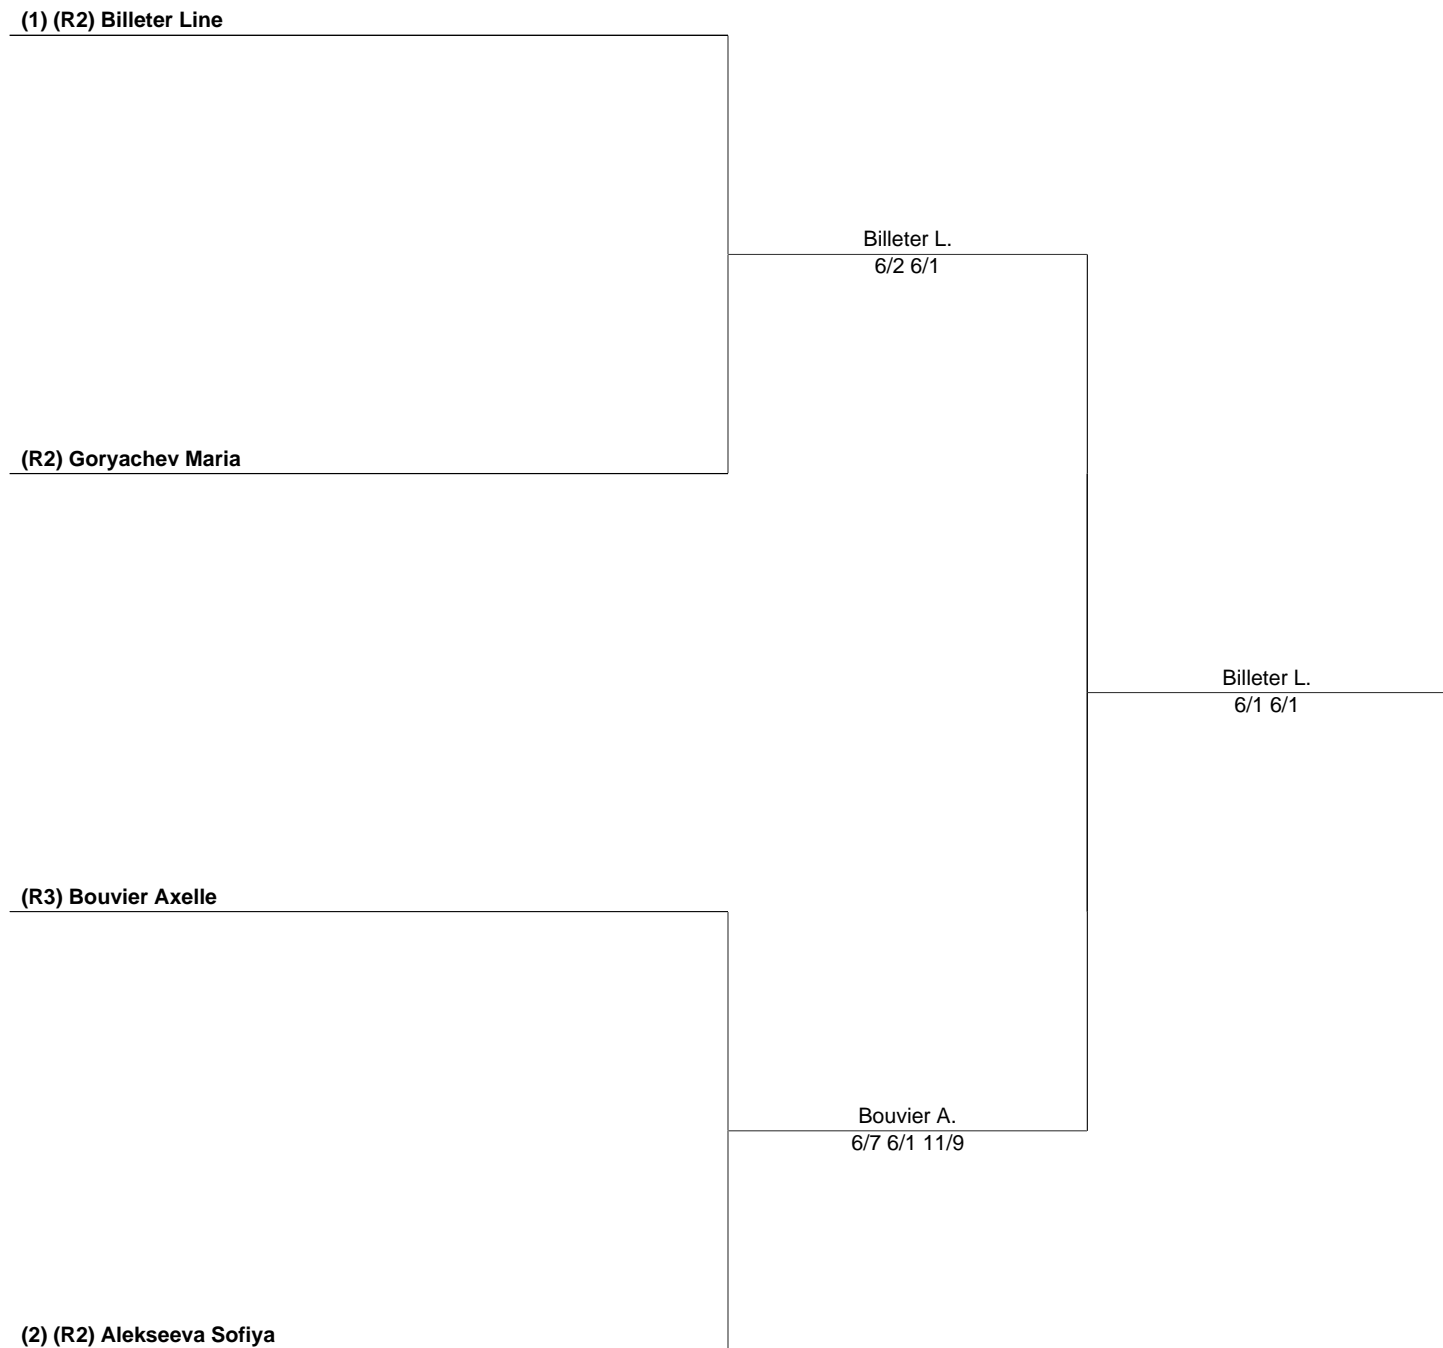 (1) (R2) Billeter Line
Billeter L.
6/2 6/1
(R2) Goryachev Maria
Billeter L.
6/1 6/1
(R3) Bouvier Axelle
Bouvier A.
6/7 6/1 11/9
(2) (R2) Alekseeva Sofiya